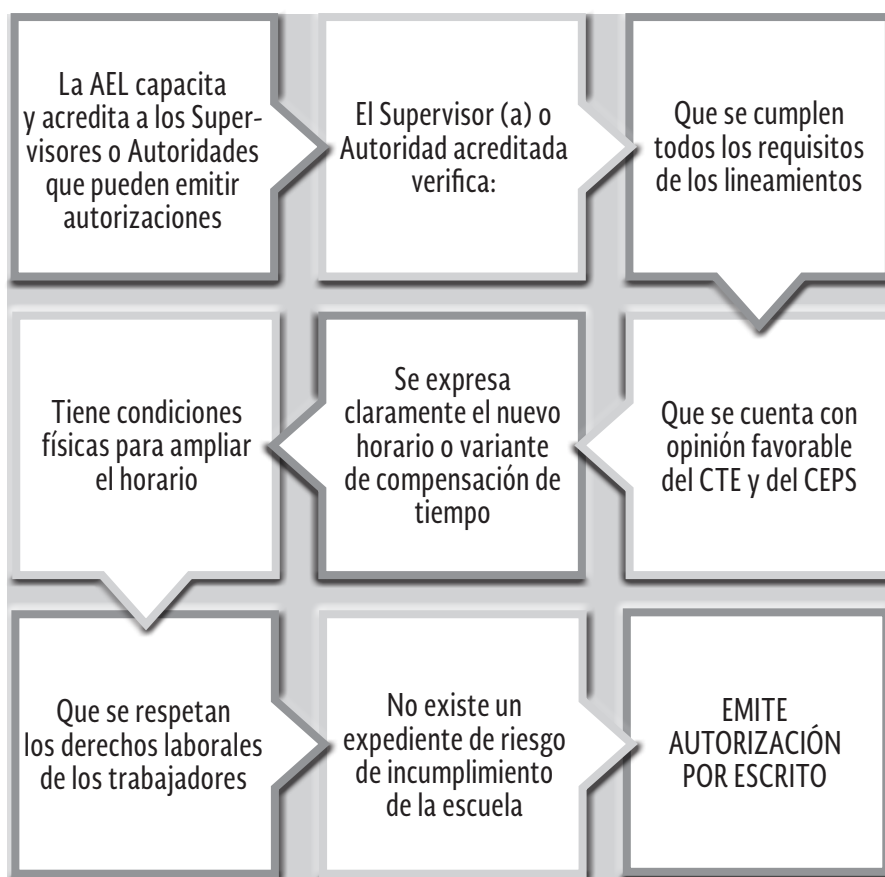 La AEL capacita
y acredita a los Super-
visores o Autoridades
que pueden emitir
autorizaciones
El Supervisor (a) o
Autoridad acreditada
verifica:
Que se cumplen
todos los requisitos
de los lineamientos
Que se cuenta con
opinión favorable
del CTE y del CEPS
Se expresa
claramente el nuevo
horario o variante
de compensación de
tiempo
Tiene condiciones
físicas para ampliar
el horario
Que se respetan
los derechos laborales
de los trabajadores
No existe un
expediente de riesgo
de incumplimiento
de la escuela
EMITE
AUTORIZACIÓN
POR ESCRITO